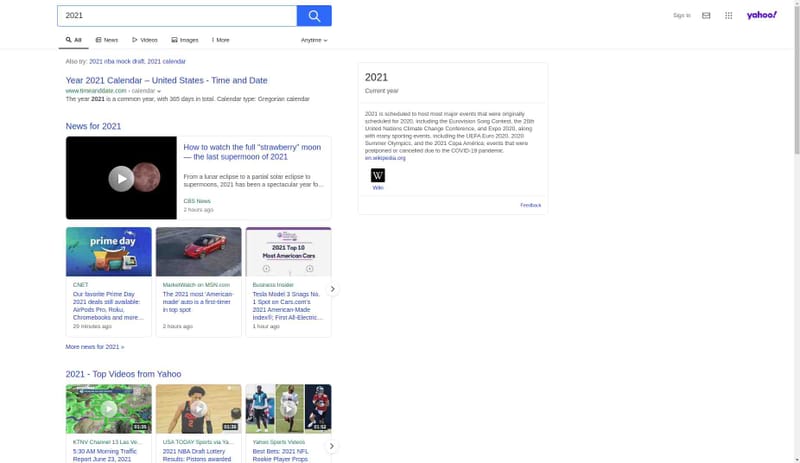 2021
Sign in
yahoo!
All
News
Videos
Images
More
Anytime
Also try: 2021 nba mock draft, 2021 calendar
Year 2021 Calendar – United States - Time and Date
www.timeanddate.com › calendar
The year 2021 is a common year, with 365 days in total. Calendar type: Gregorian calendar
News for 2021
How to watch the full "strawberry" moon
— the last supermoon of 2021
From a lunar eclipse to a partial solar eclipse to
supermoons, 2021 has been a spectacular year fo...
CBS News
2 hours ago
prime day
CNET
Our favorite Prime Day
2021 deals still available:
AirPods Pro, Roku,
Chromebooks and more...
29 minutes ago
MarketWatch on MSN.com
The 2021 most 'American-
made' auto is a first-timer
in top spot
2 hours ago
2021 Top 10
Most American Cars
Business Insider
Tesla Model 3 Snags No.
1 Spot on Cars.com's
2021 American-Made
Index®; First All-Electric...
1 hour ago
More news for 2021 »
2021 - Top Videos from Yahoo
01:35
KTNV Channel 13 Las Ve...
5:30 AM Morning Traffic
Report June 23, 2021
01:36
USA TODAY Sports via Ya...
2021 NBA Draft Lottery
Results: Pistons awarded
01:52
Yahoo Sports Videos
Best Bets: 2021 NFL
Rookie Player Props
2021
Current year
2021 is scheduled to host most major events that were originally
scheduled for 2020, including the Eurovision Song Contest, the 26th
United Nations Climate Change Conference, and Expo 2020, along
with many sporting events, including the UEFA Euro 2020, 2020
Summer Olympics, and the 2021 Copa América: events that were
postponed or canceled due to the COVID-19 pandemic.
en.wikipedia.org
W
Wiki
Feedback